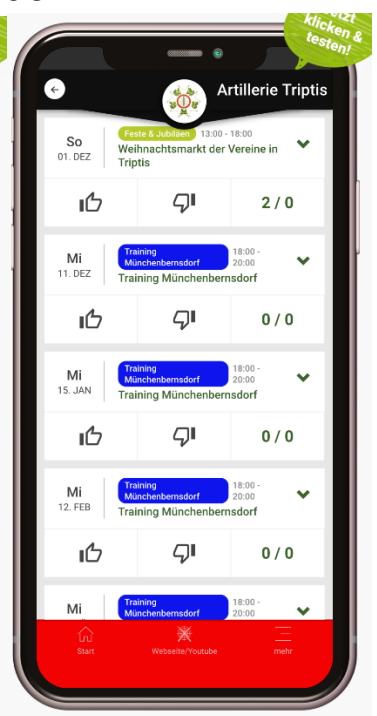 klicken &
testen!
Artillerie Triptis
So
01. DEZ
Feste & Jubiläen 13:00 - 18:00
Weihnachtsmarkt der Vereine in
Triptis
2 / 0
Mi
11. DEZ
Training
Münchenbernsdorf
18:00 -
20:00
Training Münchenbernsdorf
0 / 0
Mi
15. JAN
Training
Münchenbernsdorf
18:00 -
20:00
Training Münchenbernsdorf
0 / 0
Mi
12. FEB
Training
Münchenbernsdorf
18:00 -
20:00
Training Münchenbernsdorf
0 / 0
Mi
Training
Münchenbernsdorf
18:00 -
20:00
Start
Webseite/Youtube
mehr